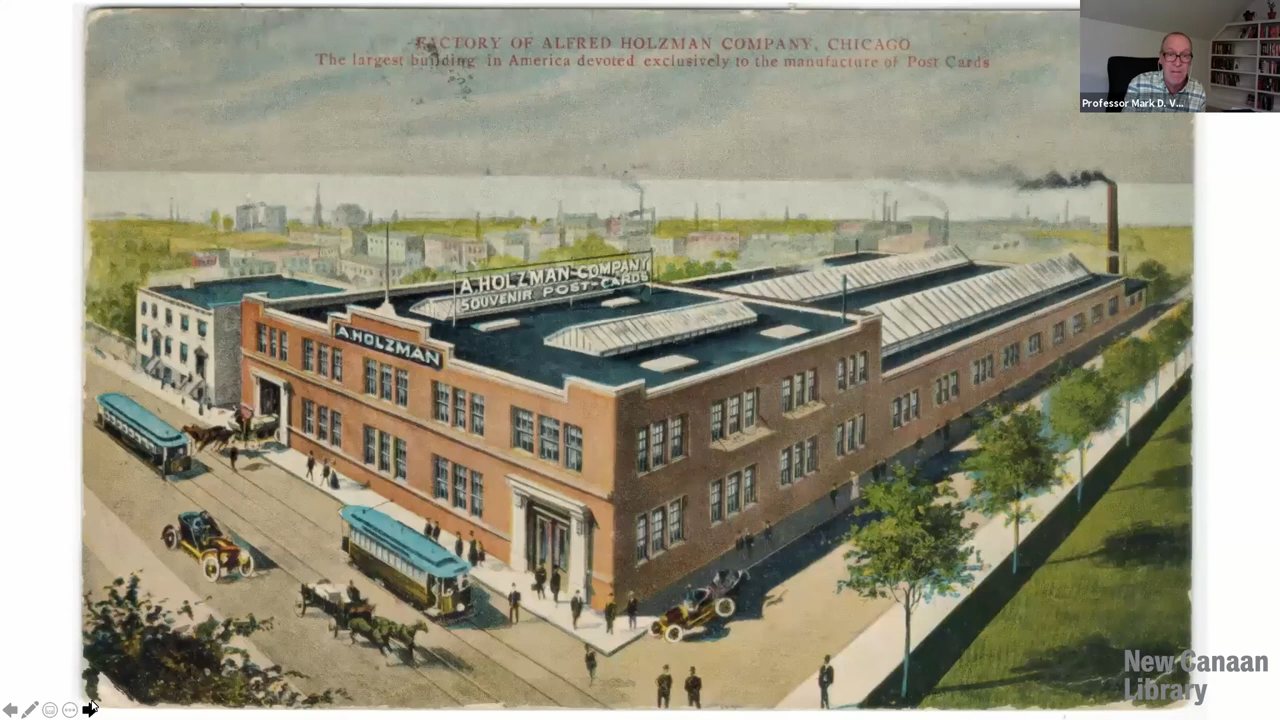 FACTORY OF ALFRED HOLZMAN COMPANY, CHICAGO
The largest building in America devoted exclusively to the manufacture of Post Cards
Professor Mark D. V...
A. HOLZMAN COMPANY
SOUVENIR POST-CARDS
A. HOLZMAN
New Canaan
Library